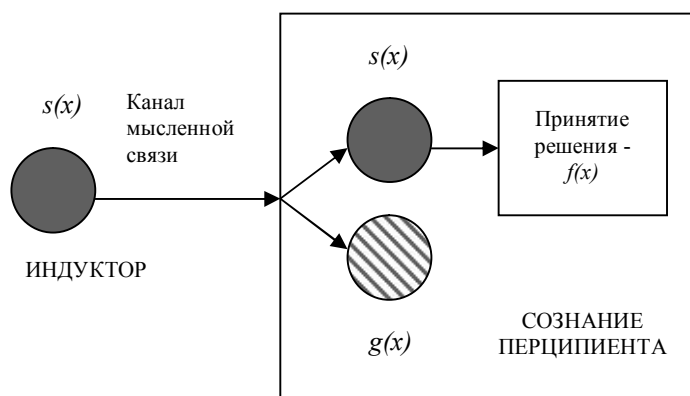 s(x)
Канал
мысленной
связи
ИНДУКТОР
s(x)
Принятие
решения -
f(x)
g(x)
СОЗНАНИЕ
ПЕРЦИПИЕНТА